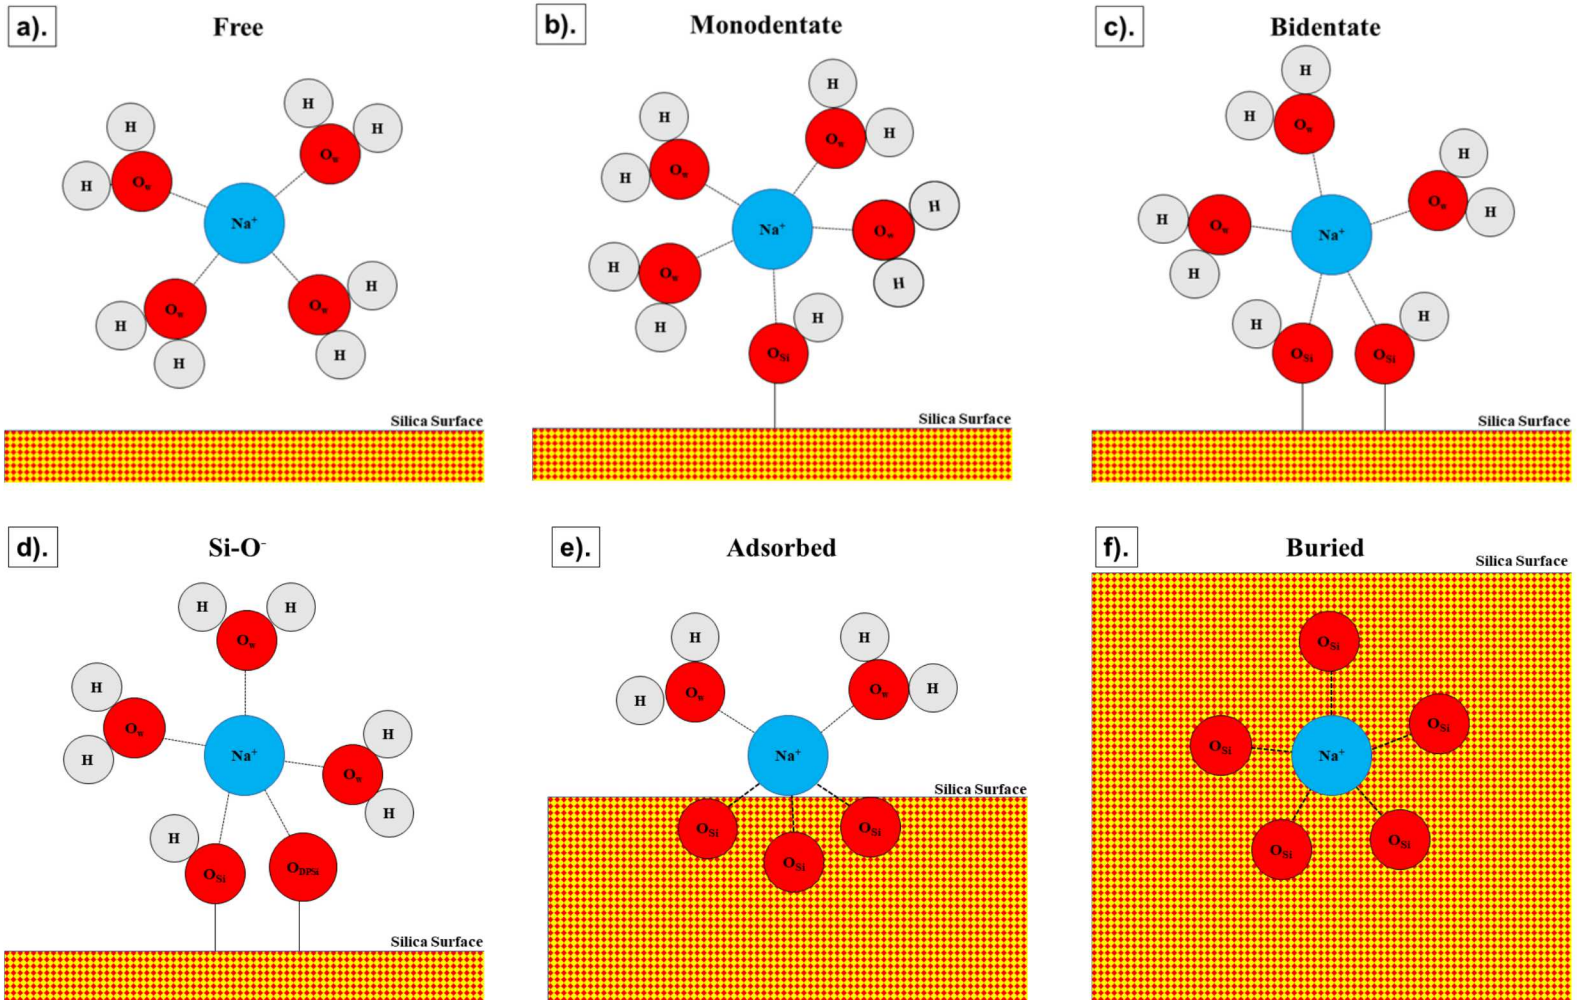 a).
Free
H
H
H
H
Ow
Ow
Na+
Ow
Ow
H
H
H
H
Silica Surface
b).
Monodentate
H
H
H
H
Ow
Ow
H
Na+
Ow
H
Ow
H
H
H
OSi
Silica Surface
c).
Bidentate
H
H
Ow
H
H
Ow
H
Ow
Na+
H
H
H
OSi
OSi
Silica Surface
d).
Si-O-
H
H
Ow
H
Ow
H
Na+
H
Ow
H
H
OSi
ODPSi
Silica Surface
e).
Adsorbed
H
H
H
Ow
Ow
H
Na+
Silica Surface
OSi
OSi
OSi
f).
Buried
Silica Surface
OSi
OSi
OSi
Na+
OSi
OSi